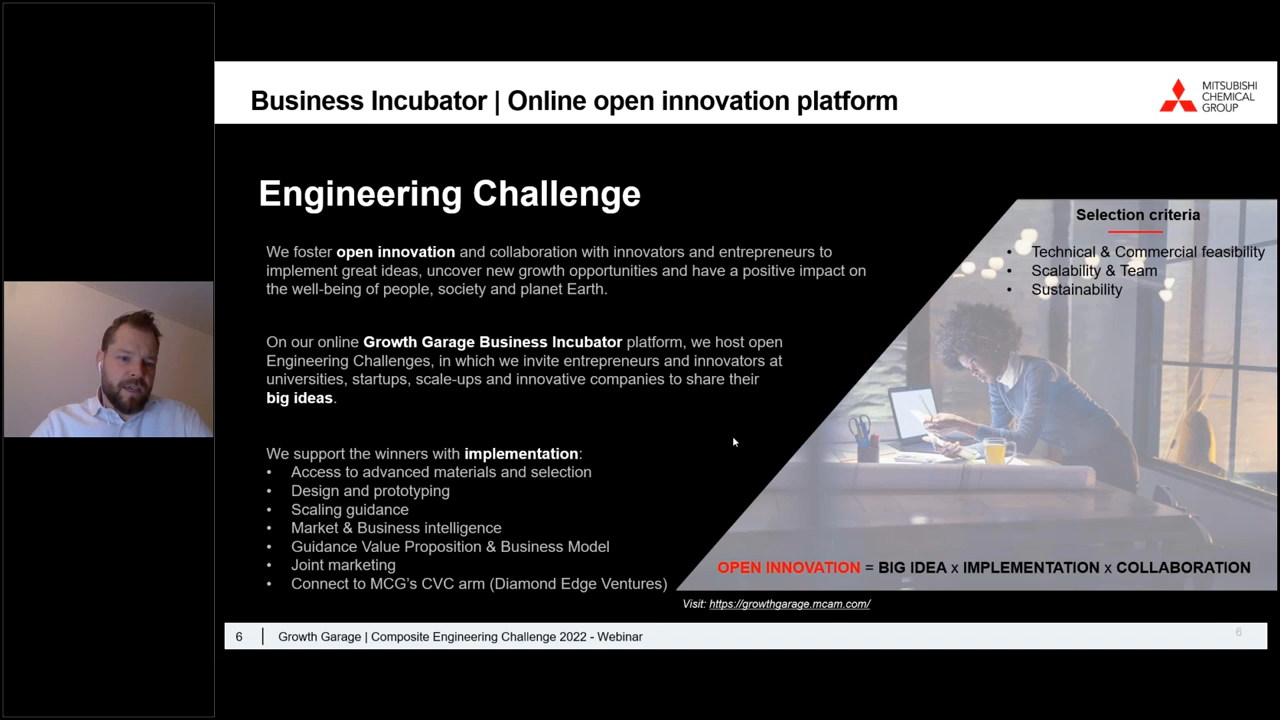 Business Incubator | Online open innovation platform
MITSUBISHI
CHEMICAL
GROUP
Engineering Challenge
We foster open innovation and collaboration with innovators and entrepreneurs to
implement great ideas, uncover new growth opportunities and have a positive impact on
the well-being of people, society and planet Earth.
On our online Growth Garage Business Incubator platform, we host open
Engineering Challenges, in which we invite entrepreneurs and innovators at
universities, startups, scale-ups and innovative companies to share their
big ideas.
We support the winners with implementation:
• Access to advanced materials and selection
• Design and prototyping
• Scaling guidance
• Market & Business intelligence
• Guidance Value Proposition & Business Model
• Joint marketing
• Connect to MCG's CVC arm (Diamond Edge Ventures)
Selection criteria
• Technical & Commercial feasibility
• Scalability & Team
• Sustainability
OPEN INNOVATION = BIG IDEA x IMPLEMENTATION x COLLABORATION
Visit: https://growthgarage.mcam.com/
6 | Growth Garage | Composite Engineering Challenge 2022 - Webinar
6